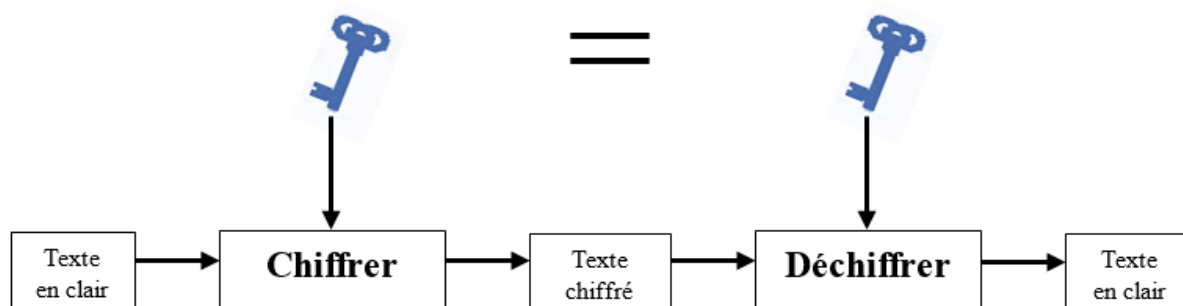 =
Texte
en clair
Chiffrer
Texte
chiffré
Déchiffrer
Texte
en clair